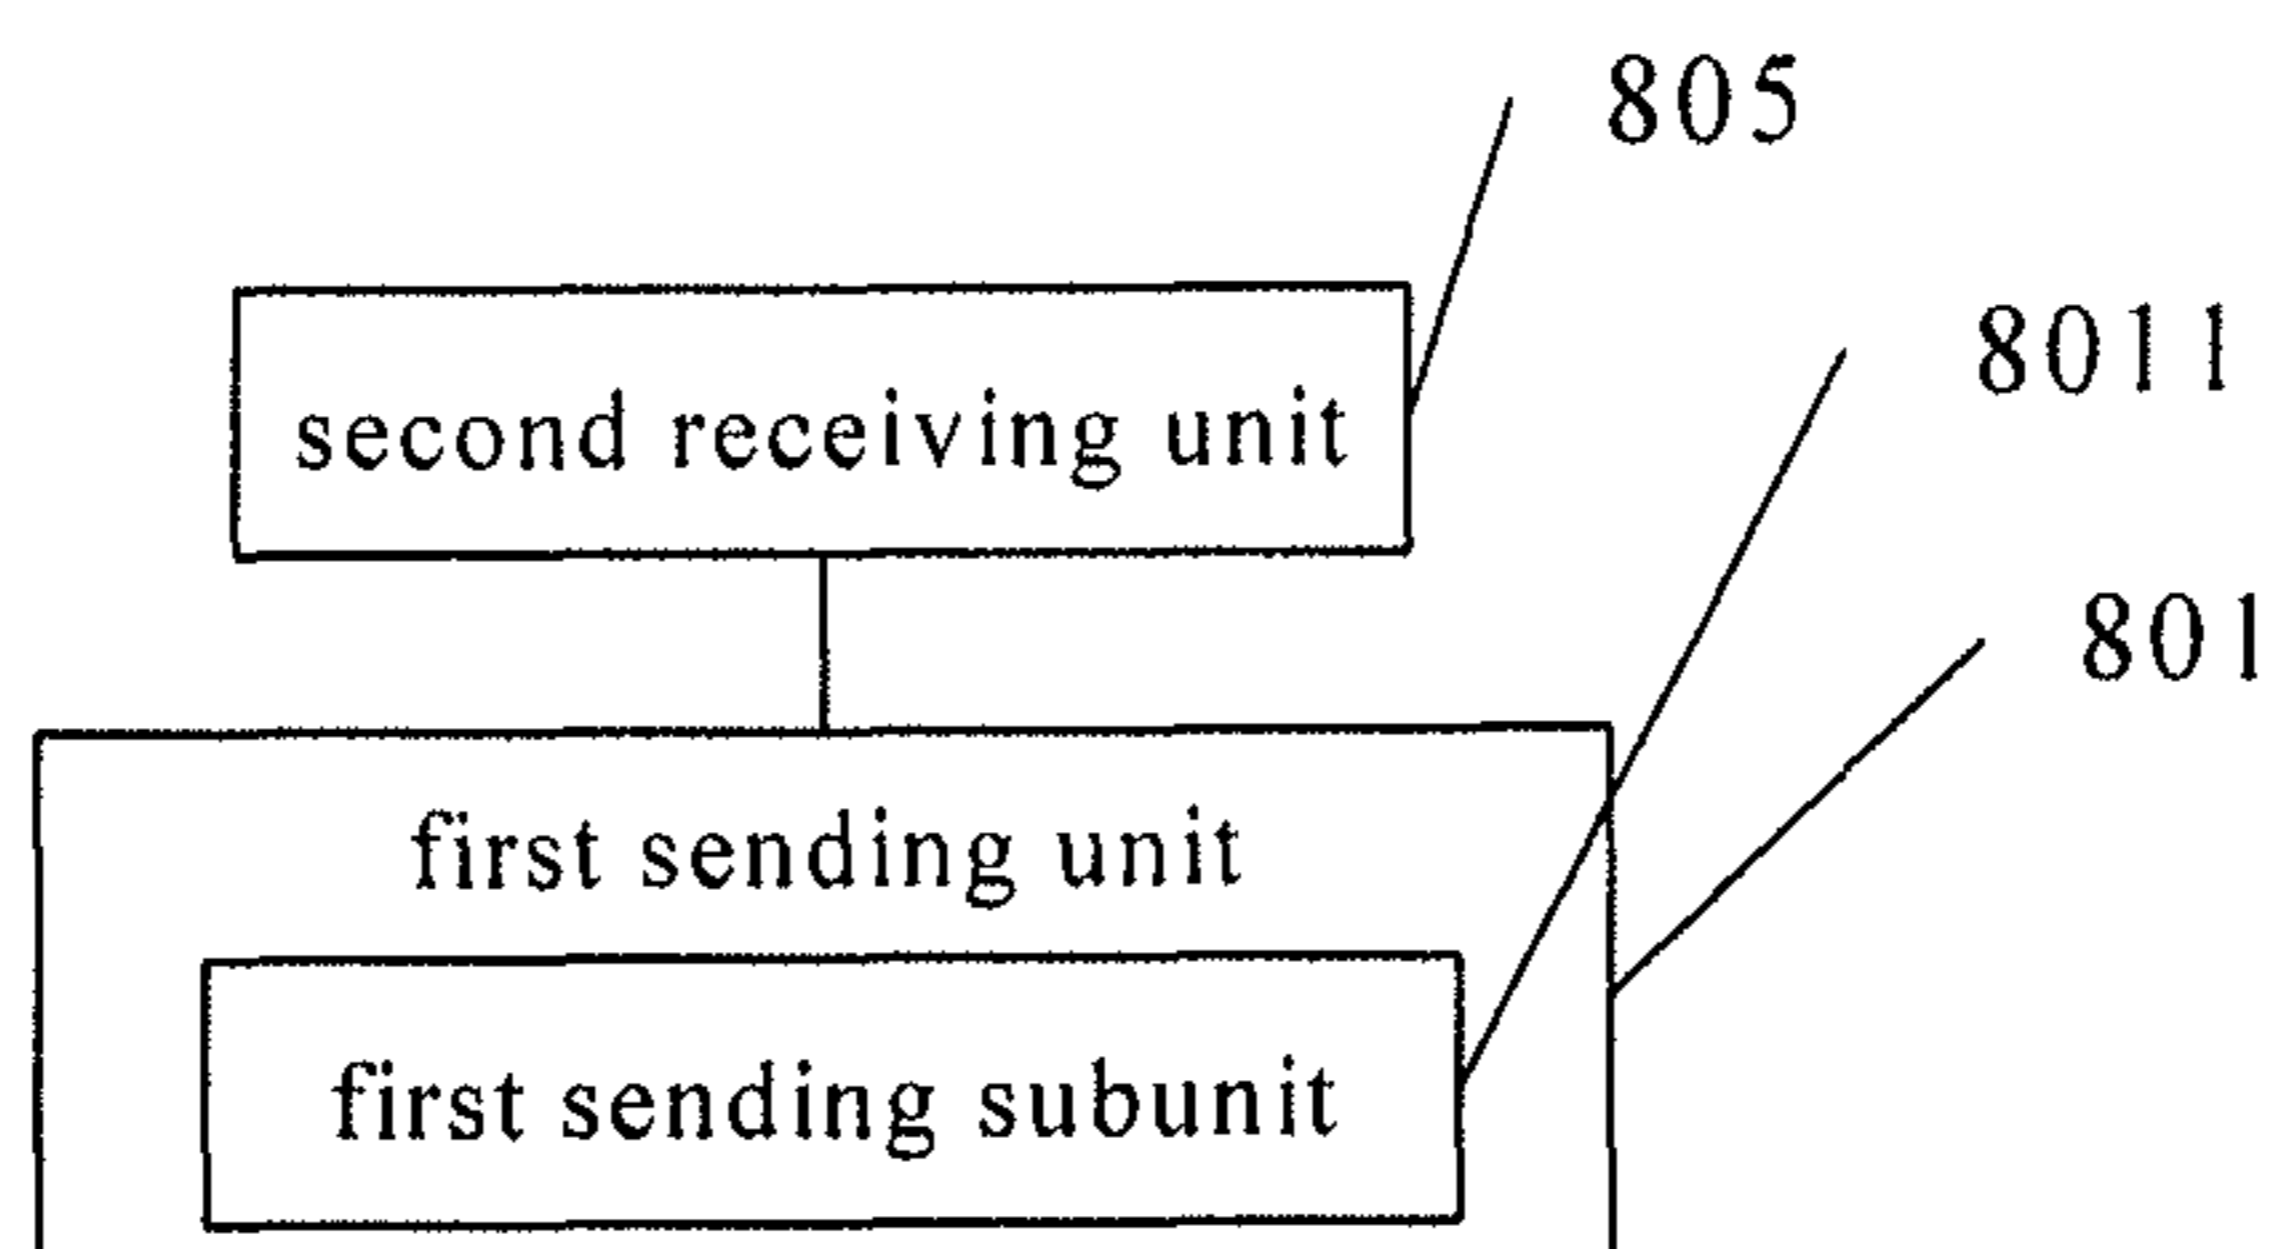 805
8011
second receiving unit
801
first sending unit
first sending subunit